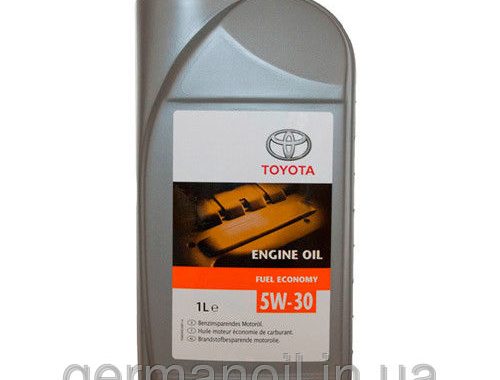 TOYOTA
ENGINE OIL
FUEL ECONOMY
5W-30
1L e
Benzinsparendes Motoröl.
Huile moteur économie de carburant.
Brandstofbesparende motorolie.
germanoil.in.ua